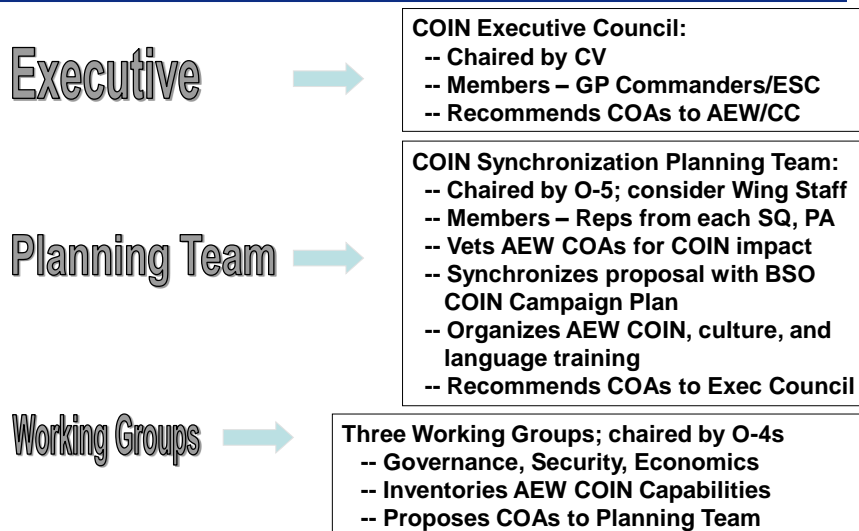 Executive
COIN Executive Council:
-- Chaired by CV
-- Members – GP Commanders/ESC
-- Recommends COAs to AEW/CC
Planning Team
COIN Synchronization Planning Team:
-- Chaired by O-5; consider Wing Staff
-- Members – Reps from each SQ, PA
-- Vets AEW COAs for COIN impact
-- Synchronizes proposal with BSO
COIN Campaign Plan
-- Organizes AEW COIN, culture, and
language training
-- Recommends COAs to Exec Council
Working Groups
Three Working Groups; chaired by O-4s
-- Governance, Security, Economics
-- Inventories AEW COIN Capabilities
-- Proposes COAs to Planning Team